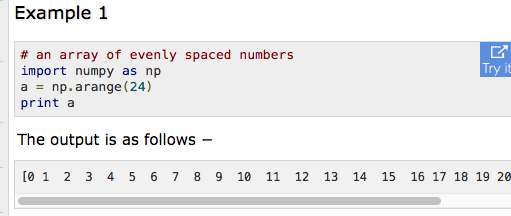 Example 1
# an array of evenly spaced numbers
import numpy as np
a = np.arange(24)
print a
Try it
The output is as follows −
[0 1 2 3 4 5 6 7 8 9 10 11 12 13 14 15 16 17 18 19 20